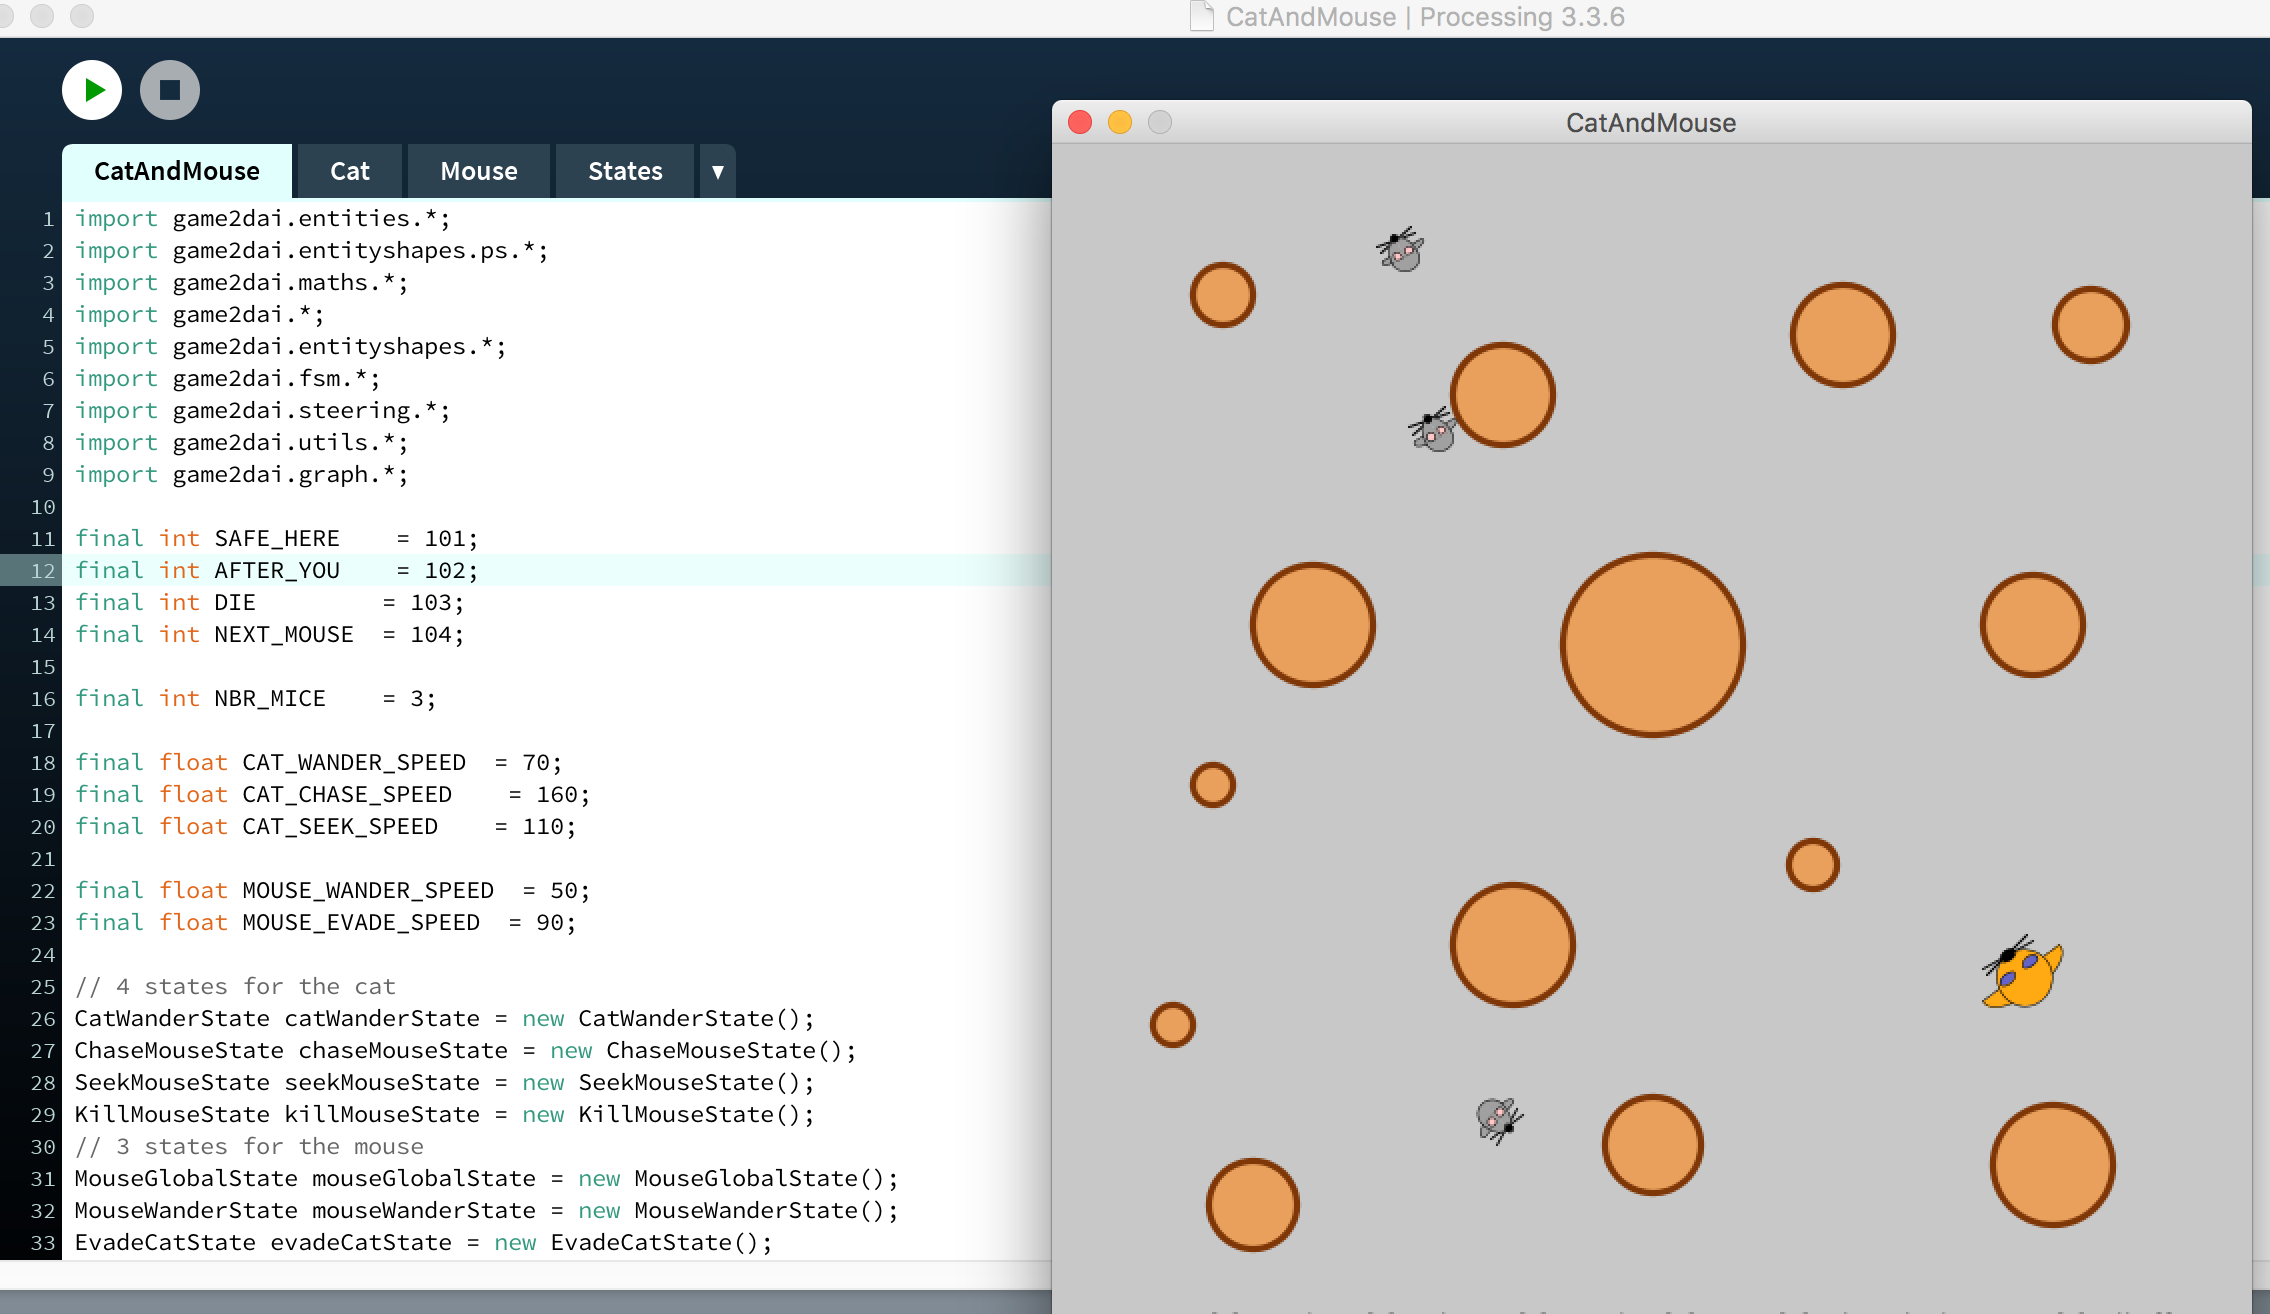 CatAndMouse | Processing 3.3.6
CatAndMouse Cat Mouse States ▼
1 import game2dai.entities.*;
2 import game2dai.entityshapes.ps.*;
3 import game2dai.maths.*;
4 import game2dai.*;
5 import game2dai.entityshapes.*;
6 import game2dai.fsm.*;
7 import game2dai.steering.*;
8 import game2dai.utils.*;
9 import game2dai.graph.*;
10
11 final int SAFE_HERE    = 101;
12 final int AFTER_YOU    = 102;
13 final int DIE         = 103;
14 final int NEXT_MOUSE  = 104;
15
16 final int NBR_MICE    = 3;
17
18 final float CAT_WANDER_SPEED  = 70;
19 final float CAT_CHASE_SPEED    = 160;
20 final float CAT_SEEK_SPEED    = 110;
21
22 final float MOUSE_WANDER_SPEED  = 50;
23 final float MOUSE_EVADE_SPEED  = 90;
24
25 // 4 states for the cat
26 CatWanderState catWanderState = new CatWanderState();
27 ChaseMouseState chaseMouseState = new ChaseMouseState();
28 SeekMouseState seekMouseState = new SeekMouseState();
29 KillMouseState killMouseState = new KillMouseState();
30 // 3 states for the mouse
31 MouseGlobalState mouseGlobalState = new MouseGlobalState();
32 MouseWanderState mouseWanderState = new MouseWanderState();
33 EvadeCatState evadeCatState = new EvadeCatState();
CatAndMouse